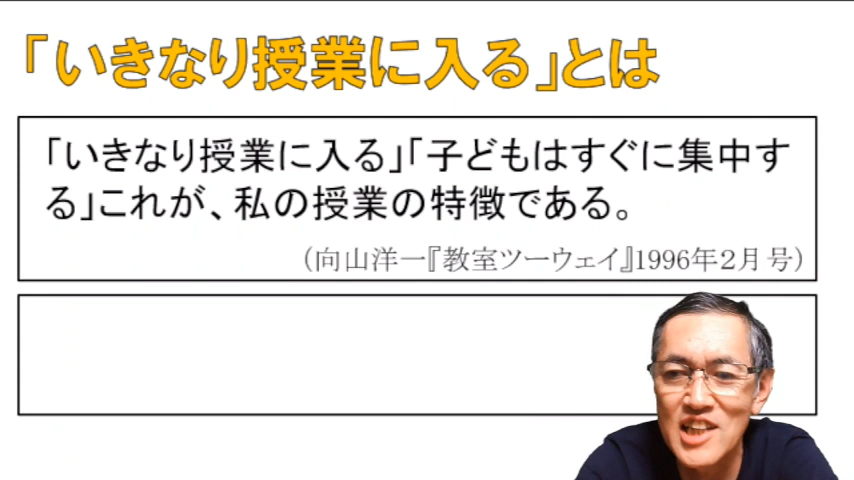 「いきなり授業に入る」とは
「いきなり授業に入る」「子どもはすぐに集中す
る」これが、私の授業の特徴である。
(向山洋一『教室ツーウェイ』1996年2月号)